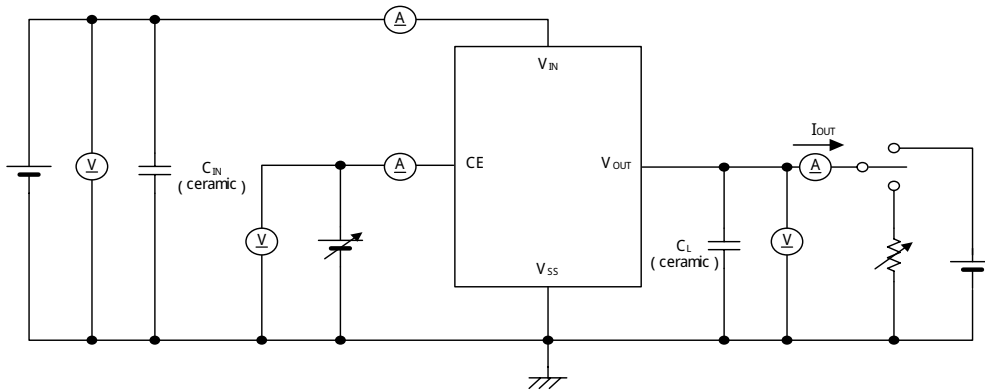 A
VIN
IOUT
V
CIN
(ceramic)
A
CE
VOUT
A
V
CL
(ceramic)
V
VSS